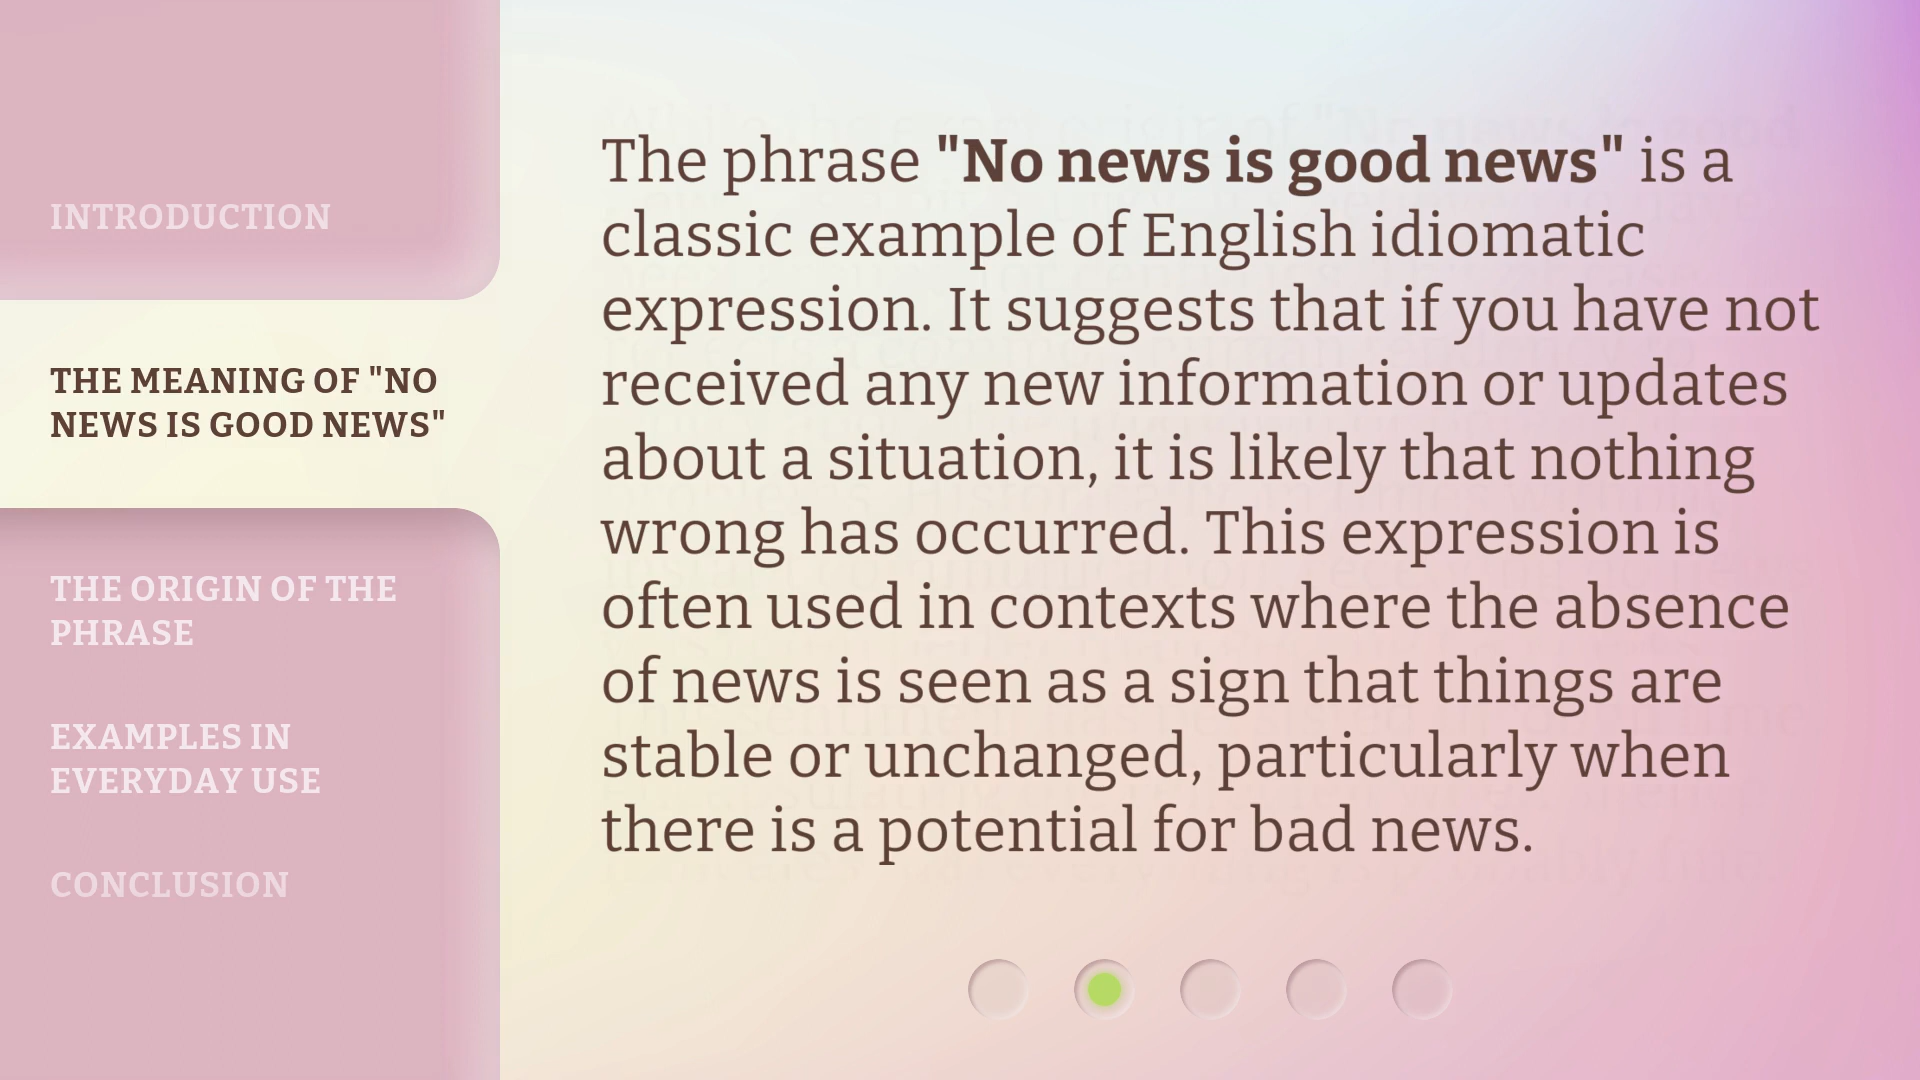 INTRODUCTION
THE MEANING OF "NO
NEWS IS GOOD NEWS"
THE ORIGIN OF THE
PHRASE
EXAMPLES IN
EVERYDAY USE
CONCLUSION
The phrase "No news is good news" is a
classic example of English idiomatic
expression. It suggests that if you have not
received any new information or updates
about a situation, it is likely that nothing
wrong has occurred. This expression is
often used in contexts where the absence
of news is seen as a sign that things are
stable or unchanged, particularly when
there is a potential for bad news.